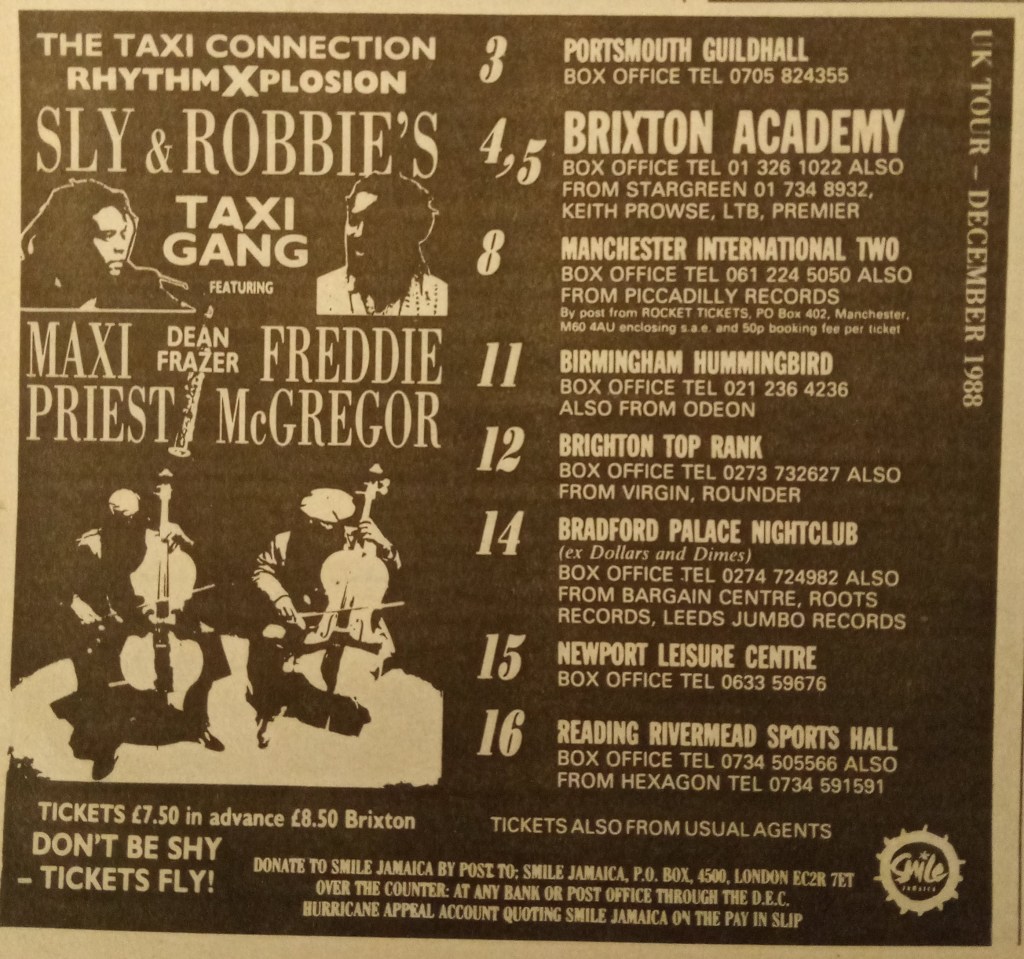 THE TAXI CONNECTION
RHYTHMXPLOSION
SLY & ROBBIE'S
TAXI
GANG
FEATURING
MAXI
PRIEST
DEAN
FRAZER
FREDDIE
McGREGOR
TICKETS £7.50 in advance £8.50 Brixton
DON'T BE SHY
– TICKETS FLY!
3 PORTSMOUTH GUILDHALL
BOX OFFICE TEL 0705 824355
4,5 BRIXTON ACADEMY
BOX OFFICE TEL 01 326 1022 ALSO
FROM STARGREEN 01 734 8932,
KEITH PROWSE, LTB, PREMIER
8 MANCHESTER INTERNATIONAL TWO
BOX OFFICE TEL 061 224 5050 ALSO
FROM PICCADILLY RECORDS
By post from ROCKET TICKETS, PO Box 402, Manchester,
M60 4AU enclosing s.a.e. and 50p booking fee per ticket
11 BIRMINGHAM HUMMINGBIRD
BOX OFFICE TEL 021 236 4236
ALSO FROM ODEON
12 BRIGHTON TOP RANK
BOX OFFICE TEL 0273 732627 ALSO
FROM VIRGIN, ROUNDER
14 BRADFORD PALACE NIGHTCLUB
(ex Dollars and Dimes)
BOX OFFICE TEL 0274 724982 ALSO
FROM BARGAIN CENTRE, ROOTS
RECORDS, LEEDS JUMBO RECORDS
15 NEWPORT LEISURE CENTRE
BOX OFFICE TEL 0633 59676
16 READING RIVERMEAD SPORTS HALL
BOX OFFICE TEL 0734 505566 ALSO
FROM HEXAGON TEL 0734 591591
TICKETS ALSO FROM USUAL AGENTS
UK TOUR – DECEMBER 1988
DONATE TO SMILE JAMAICA BY POST TO; SMILE JAMAICA, P.O. BOX, 4500, LONDON EC2R 7ET
OVER THE COUNTER: AT ANY BANK OR POST OFFICE THROUGH THE D.E.C.
HURRICANE APPEAL ACCOUNT QUOTING SMILE JAMAICA ON THE PAY IN SLIP
Smile
JAMAICA